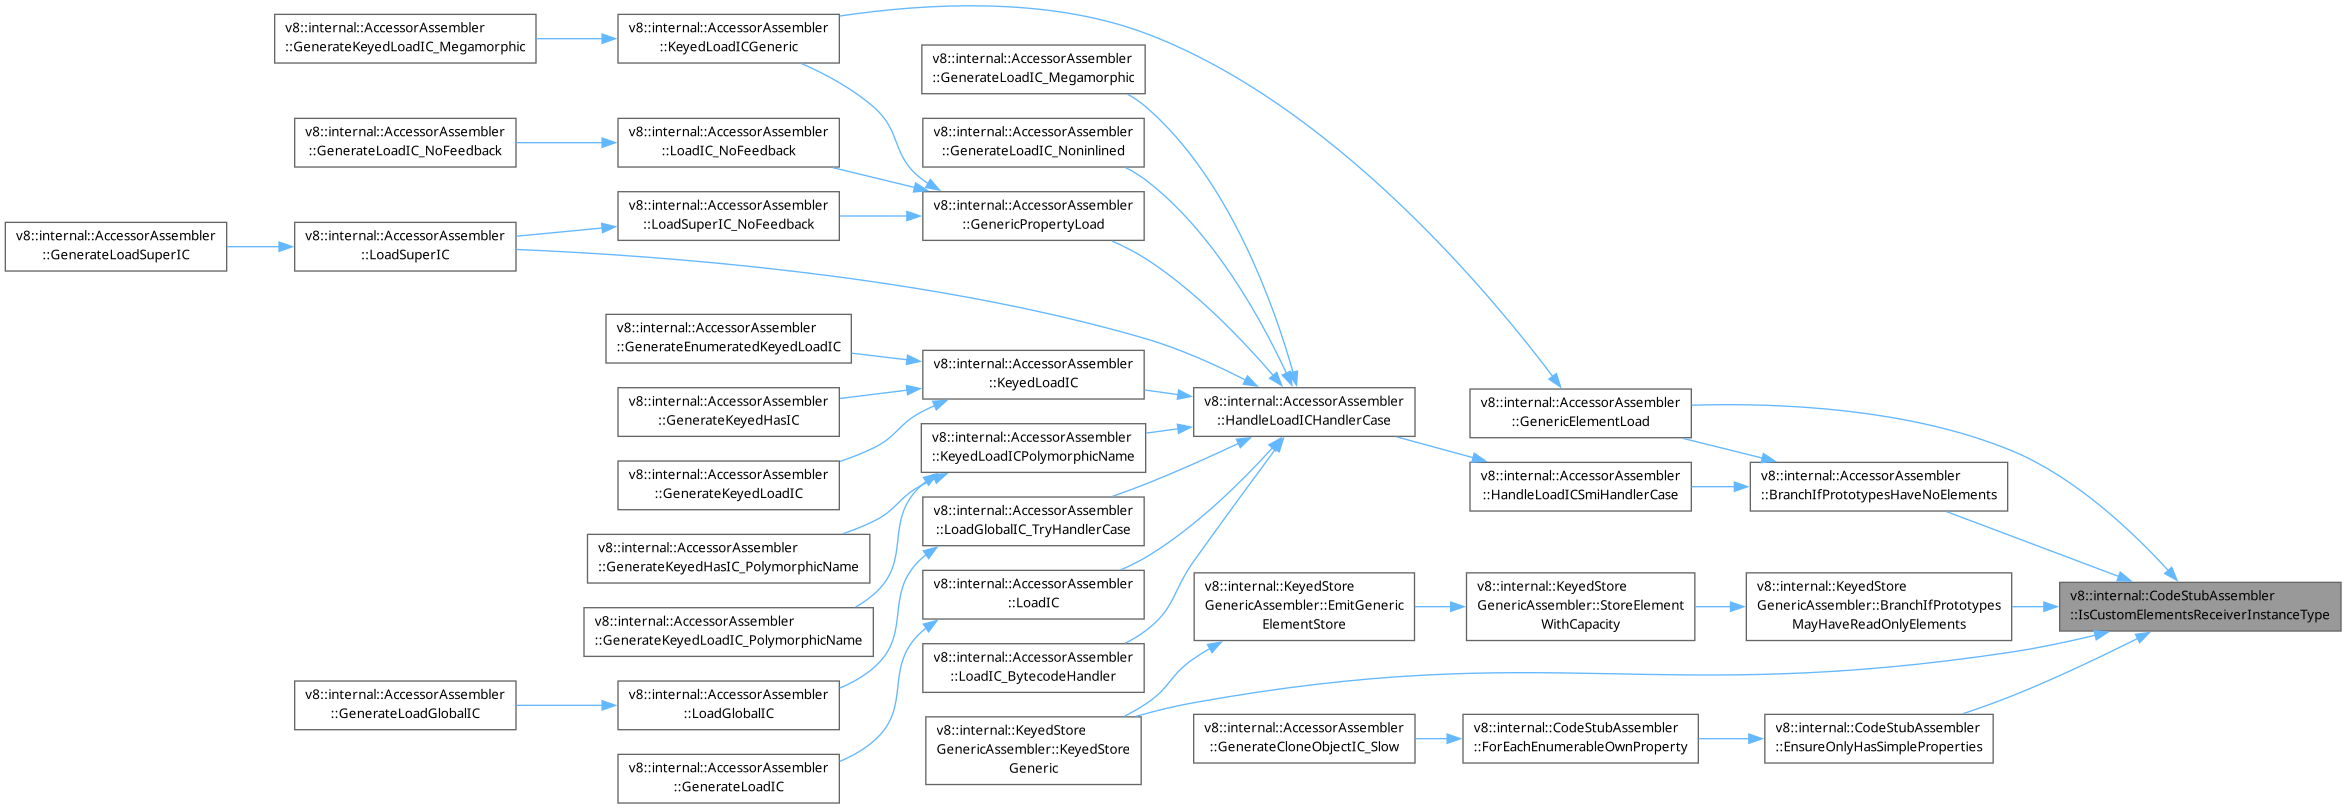 v8::internal::AccessorAssembler
::GenerateKeyedLoadIC_Megamorphic
v8::internal::AccessorAssembler
::KeyedLoadICGeneric
v8::internal::AccessorAssembler
::GenerateLoadIC_Megamorphic
v8::internal::AccessorAssembler
::GenerateLoadIC_NoFeedback
v8::internal::AccessorAssembler
::LoadIC_NoFeedback
v8::internal::AccessorAssembler
::GenerateLoadIC_Noninlined
v8::internal::AccessorAssembler
::GenerateLoadSuperIC
v8::internal::AccessorAssembler
::LoadSuperIC
v8::internal::AccessorAssembler
::LoadSuperIC_NoFeedback
v8::internal::AccessorAssembler
::GenericPropertyLoad
v8::internal::AccessorAssembler
::GenerateEnumeratedKeyedLoadIC
v8::internal::AccessorAssembler
::KeyedLoadIC
v8::internal::AccessorAssembler
::GenerateKeyedHasIC
v8::internal::AccessorAssembler
::HandleLoadICHandlerCase
v8::internal::AccessorAssembler
::GenericElementLoad
v8::internal::AccessorAssembler
::KeyedLoadICPolymorphicName
v8::internal::AccessorAssembler
::GenerateKeyedLoadIC
v8::internal::AccessorAssembler
::HandleLoadICSmiHandlerCase
v8::internal::AccessorAssembler
::BranchIfPrototypesHaveNoElements
v8::internal::AccessorAssembler
::LoadGlobalIC_TryHandlerCase
v8::internal::AccessorAssembler
::GenerateKeyedHasIC_PolymorphicName
v8::internal::AccessorAssembler
::LoadIC
v8::internal::KeyedStore
GenericAssembler::EmitGeneric
ElementStore
v8::internal::KeyedStore
GenericAssembler::StoreElement
WithCapacity
v8::internal::KeyedStore
GenericAssembler::BranchIfPrototypes
MayHaveReadOnlyElements
v8::internal::CodeStubAssembler
::IsCustomElementsReceiverInstanceType
v8::internal::AccessorAssembler
::GenerateKeyedLoadIC_PolymorphicName
v8::internal::AccessorAssembler
::LoadIC_BytecodeHandler
v8::internal::AccessorAssembler
::GenerateLoadGlobalIC
v8::internal::AccessorAssembler
::LoadGlobalIC
v8::internal::KeyedStore
GenericAssembler::KeyedStore
Generic
v8::internal::AccessorAssembler
::GenerateCloneObjectIC_Slow
v8::internal::CodeStubAssembler
::ForEachEnumerableOwnProperty
v8::internal::CodeStubAssembler
::EnsureOnlyHasSimpleProperties
v8::internal::AccessorAssembler
::GenerateLoadIC